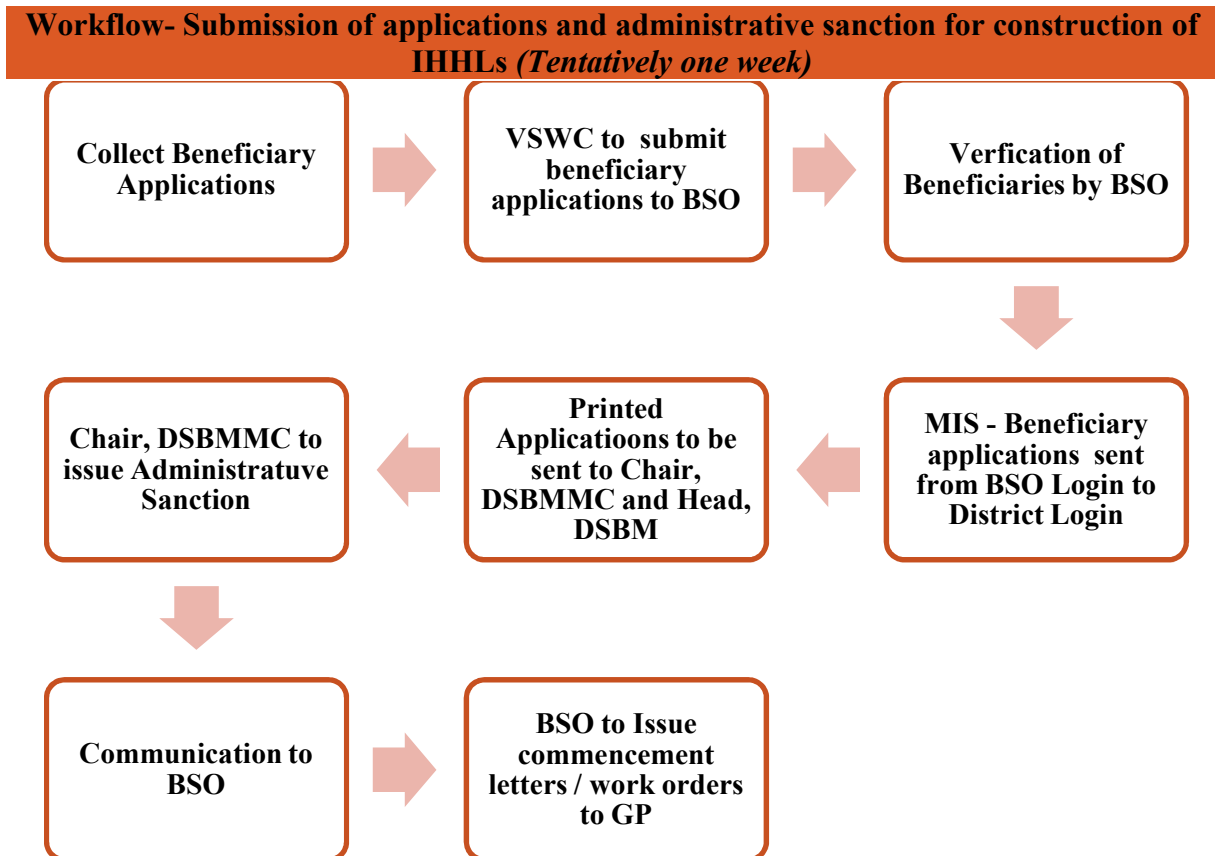 Workflow- Submission of applications and administrative sanction for construction of
IHHLs (Tentatively one week)
Collect Beneficiary
Applications
VSWC to submit
beneficiary
applications to BSO
Verfication of
Beneficiaries by BSO
MIS - Beneficiary
applications sent
from BSO Login to
District Login
Printed
Applicatioons to be
sent to Chair,
DSBMMC and Head,
DSBM
Chair, DSBMMC to
issue Administratuve
Sanction
Communication to
BSO
BSO to Issue
commencement
letters / work orders
to GP